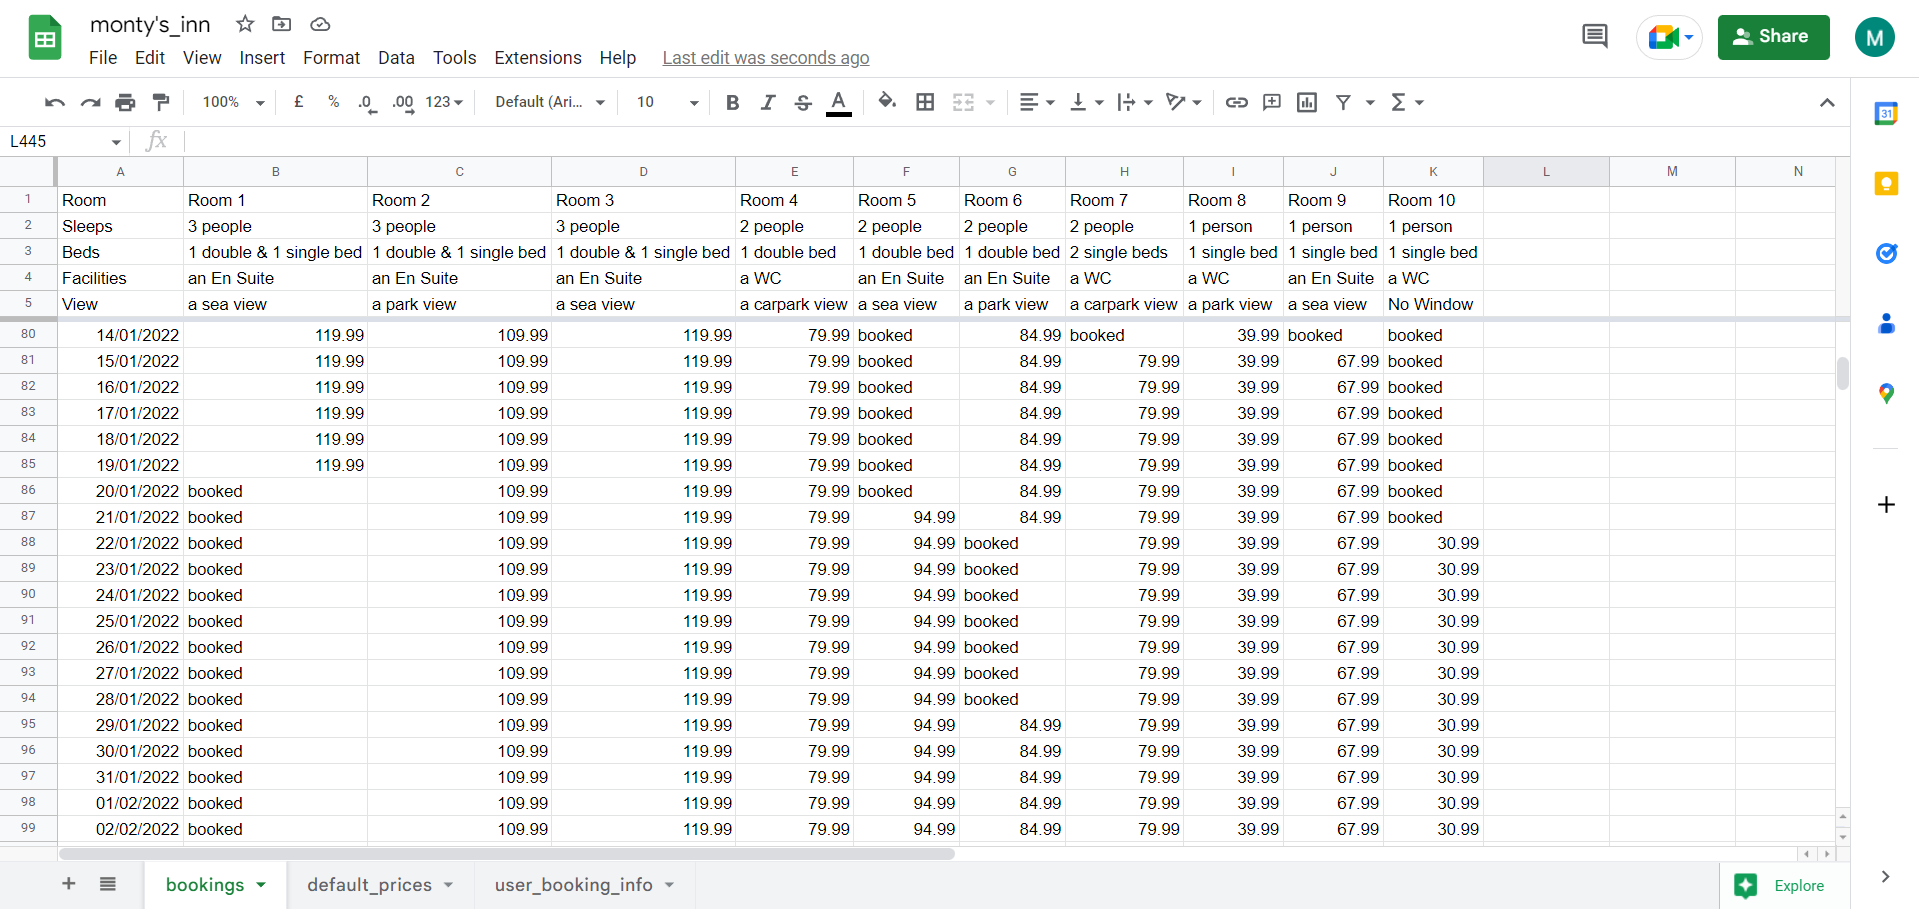 monty's_inn
File Edit View Insert Format Data Tools Extensions Help Last edit was seconds ago
Share
M
100% £ % .0 .00 123 Default (Ari... 10 B I S A Σ
31
L445 fx
A B C D E F G H I J K L M N
1 Room Room 1 Room 2 Room 3 Room 4 Room 5 Room 6 Room 7 Room 8 Room 9 Room 10
2 Sleeps 3 people 3 people 3 people 2 people 2 people 2 people 2 people 1 person 1 person 1 person
3 Beds 1 double & 1 single bed 1 double & 1 single bed 1 double & 1 single bed 1 double bed 1 double bed 1 double bed 2 single beds 1 single bed 1 single bed 1 single bed
4 Facilities an En Suite an En Suite an En Suite a WC an En Suite an En Suite a WC a WC an En Suite a WC
5 View a sea view a park view a sea view a carpark view a sea view a park view a carpark view a park view a sea view No Window
80 14/01/2022 119.99 109.99 119.99 79.99 booked 84.99 booked 39.99 booked booked
81 15/01/2022 119.99 109.99 119.99 79.99 booked 84.99 79.99 39.99 67.99 booked
82 16/01/2022 119.99 109.99 119.99 79.99 booked 84.99 79.99 39.99 67.99 booked
83 17/01/2022 119.99 109.99 119.99 79.99 booked 84.99 79.99 39.99 67.99 booked
84 18/01/2022 119.99 109.99 119.99 79.99 booked 84.99 79.99 39.99 67.99 booked
85 19/01/2022 119.99 109.99 119.99 79.99 booked 84.99 79.99 39.99 67.99 booked
86 20/01/2022 booked 109.99 119.99 79.99 booked 84.99 79.99 39.99 67.99 booked
87 21/01/2022 booked 109.99 119.99 79.99 94.99 84.99 79.99 39.99 67.99 booked
88 22/01/2022 booked 109.99 119.99 79.99 94.99 booked 79.99 39.99 67.99 30.99
89 23/01/2022 booked 109.99 119.99 79.99 94.99 booked 79.99 39.99 67.99 30.99
90 24/01/2022 booked 109.99 119.99 79.99 94.99 booked 79.99 39.99 67.99 30.99
91 25/01/2022 booked 109.99 119.99 79.99 94.99 booked 79.99 39.99 67.99 30.99
92 26/01/2022 booked 109.99 119.99 79.99 94.99 booked 79.99 39.99 67.99 30.99
93 27/01/2022 booked 109.99 119.99 79.99 94.99 booked 79.99 39.99 67.99 30.99
94 28/01/2022 booked 109.99 119.99 79.99 94.99 booked 79.99 39.99 67.99 30.99
95 29/01/2022 booked 109.99 119.99 79.99 94.99 84.99 79.99 39.99 67.99 30.99
96 30/01/2022 booked 109.99 119.99 79.99 94.99 84.99 79.99 39.99 67.99 30.99
97 31/01/2022 booked 109.99 119.99 79.99 94.99 84.99 79.99 39.99 67.99 30.99
98 01/02/2022 booked 109.99 119.99 79.99 94.99 84.99 79.99 39.99 67.99 30.99
99 02/02/2022 booked 109.99 119.99 79.99 94.99 84.99 79.99 39.99 67.99 30.99
bookings default_prices user_booking_info Explore